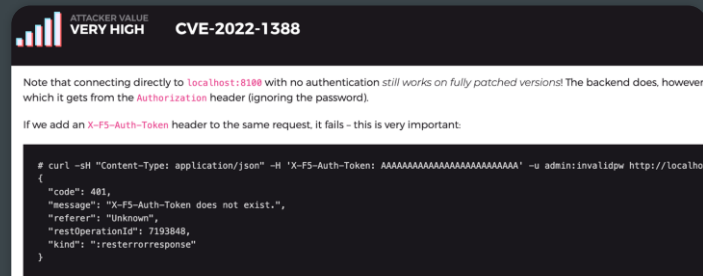 ATTACKER VALUE
VERY HIGH
CVE-2022-1388
Note that connecting directly to localhost:8100 with no authentication still works on fully patched versions! The backend does, however
which it gets from the Authorization header (ignoring the password).
If we add an X-F5-Auth-Token header to the same request, it fails – this is very important:
# curl -sH "Content-Type: application/json" -H 'X-F5-Auth-Token: AAAAAAAAAAAAAAAAAAAAAAAAAA' -u admin:invalidpw http://localho
{
"code": 401,
"message": "X-F5-Auth-Token does not exist.",
"referer": "Unknown",
"restOperationId": 7193848,
"kind": ":resterrorresponse"
}